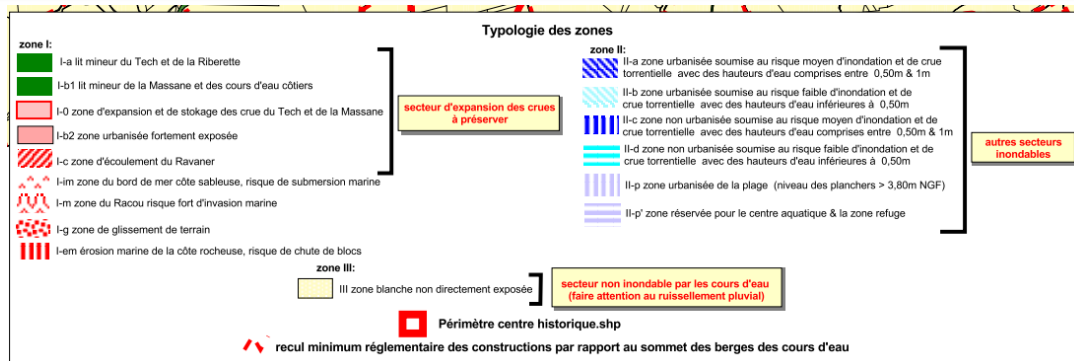 Typologie des zones
zone I:
I-a lit mineur du Tech et de la Riberette
I-b1 lit mineur de la Massane et des cours d'eau côtiers
I-0 zone d'expansion et de stockage des crue du Tech et de la Massane
I-b2 zone urbanisée fortement exposée
I-c zone d'écoulement du Ravaner
I-im zone du bord de mer côte sableuse, risque de submersion marine
I-m zone du Racou risque fort d'invasion marine
I-g zone de glissement de terrain
I-em érosion marine de la côte rocheuse, risque de chute de blocs
secteur d'expansion des crues
à préserver
zone II:
II-a zone urbanisée soumise au risque moyen d'inondation et de crue
torrentielle avec des hauteurs d'eau comprises entre 0,50m & 1m
II-b zone urbanisée soumise au risque faible d'inondation et de
crue torrentielle avec des hauteurs d'eau inférieures à 0,50m
II-c zone non urbanisée soumise au risque moyen d'inondation et de
crue torrentielle avec des hauteurs d'eau comprises entre 0,50m & 1m
II-d zone non urbanisée soumise au risque faible d'inondation et de
crue torrentielle avec des hauteurs d'eau inférieures à 0,50m
II-p zone urbanisée de la plage (niveau des planchers > 3,80m NGF)
II-p' zone réservée pour le centre aquatique & la zone refuge
autres secteurs
inondables
zone III:
III zone blanche non directement exposée
secteur non inondable par les cours d'eau
(faire attention au ruissellement pluvial)
Périmètre centre historique.shp
recul minimum réglementaire des constructions par rapport au sommet des berges des cours d'eau